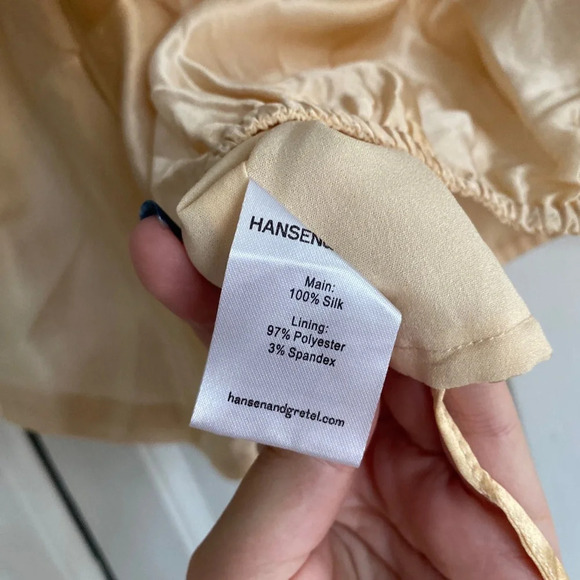 HANSEN&
Main:
100% Silk
Lining:
97% Polyester
3% Spandex
hansenandgretel.com